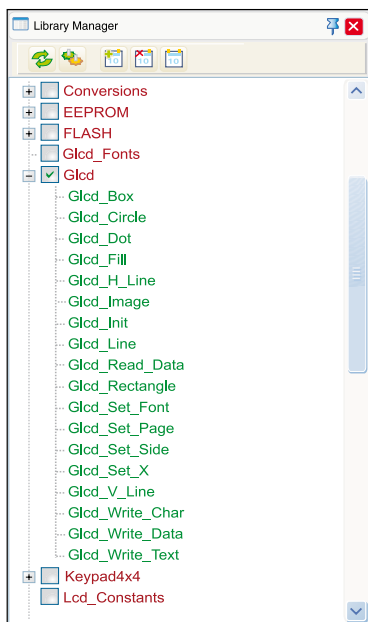 Library Manager
Conversions
EEPROM
FLASH
Glcd_Fonts
Glcd
Glcd_Box
Glcd_Circle
Glcd_Dot
Glcd_Fill
Glcd_H_Line
Glcd_Image
Glcd_Init
Glcd_Line
Glcd_Read_Data
Glcd_Rectangle
Glcd_Set_Font
Glcd_Set_Page
Glcd_Set_Side
Glcd_Set_X
Glcd_V_Line
Glcd_Write_Char
Glcd_Write_Data
Glcd_Write_Text
Keypad4x4
Lcd_Constants